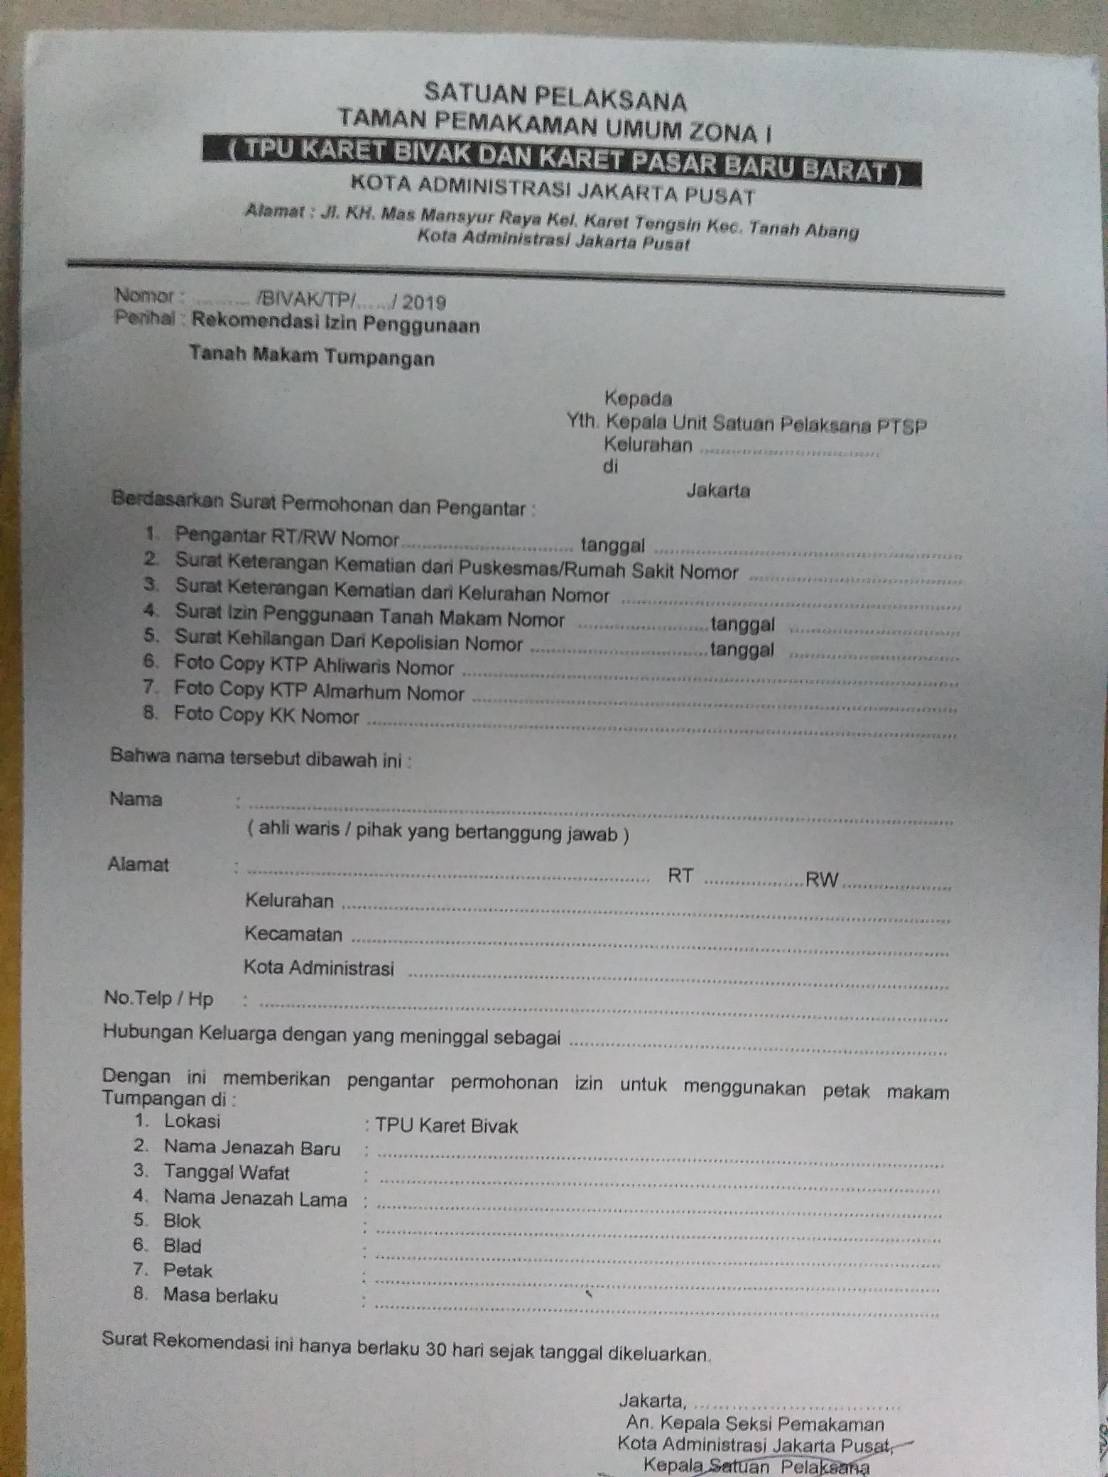 SATUAN PELAKSANA
TAMAN PEMAKAMAN UMUM ZONA I
( TPU KARET BIVAK DAN KARET PASAR BARU BARAT )
KOTA ADMINISTRASI JAKARTA PUSAT
Alamat : Jl. KH. Mas Mansyur Raya Kel. Karet Tengsin Kec. Tanah Abang
Kota Administrasi Jakarta Pusat
Nomor : .......... /BIVAK/TP/....../ 2019
Perihal : Rekomendasi Izin Penggunaan
Tanah Makam Tumpangan
Kepada
Yth. Kepala Unit Satuan Pelaksana PTSP
Kelurahan ..............................
di
Jakarta
Berdasarkan Surat Permohonan dan Pengantar :
1. Pengantar RT/RW Nomor.............................. tanggal ..............................
2. Surat Keterangan Kematian dari Puskesmas/Rumah Sakit Nomor ..............................
3. Surat Keterangan Kematian dari Kelurahan Nomor ..............................
4. Surat Izin Penggunaan Tanah Makam Nomor ....................tanggal ....................
5. Surat Kehilangan Dari Kepolisian Nomor ..............................tanggal ....................
6. Foto Copy KTP Ahliwaris Nomor ..............................
7. Foto Copy KTP Almarhum Nomor ..............................
8. Foto Copy KK Nomor ..............................
Bahwa nama tersebut dibawah ini :
Nama : ..............................
( ahli waris / pihak yang bertanggung jawab )
Alamat : .............................. RT ....................RW....................
Kelurahan ..............................
Kecamatan ..............................
Kota Administrasi ..............................
No.Telp / Hp : ..............................
Hubungan Keluarga dengan yang meninggal sebagai ..............................
Dengan ini memberikan pengantar permohonan izin untuk menggunakan petak makam
Tumpangan di :
1. Lokasi : TPU Karet Bivak
2. Nama Jenazah Baru : ..............................
3. Tanggal Wafat : ..............................
4. Nama Jenazah Lama : ..............................
5. Blok : ..............................
6. Blad : ..............................
7. Petak : ..............................
8. Masa berlaku : ..............................
Surat Rekomendasi ini hanya berlaku 30 hari sejak tanggal dikeluarkan.
Jakarta, ..............................
An. Kepala Seksi Pemakaman
Kota Administrasi Jakarta Pusat,
Kepala Satuan Pelaksana